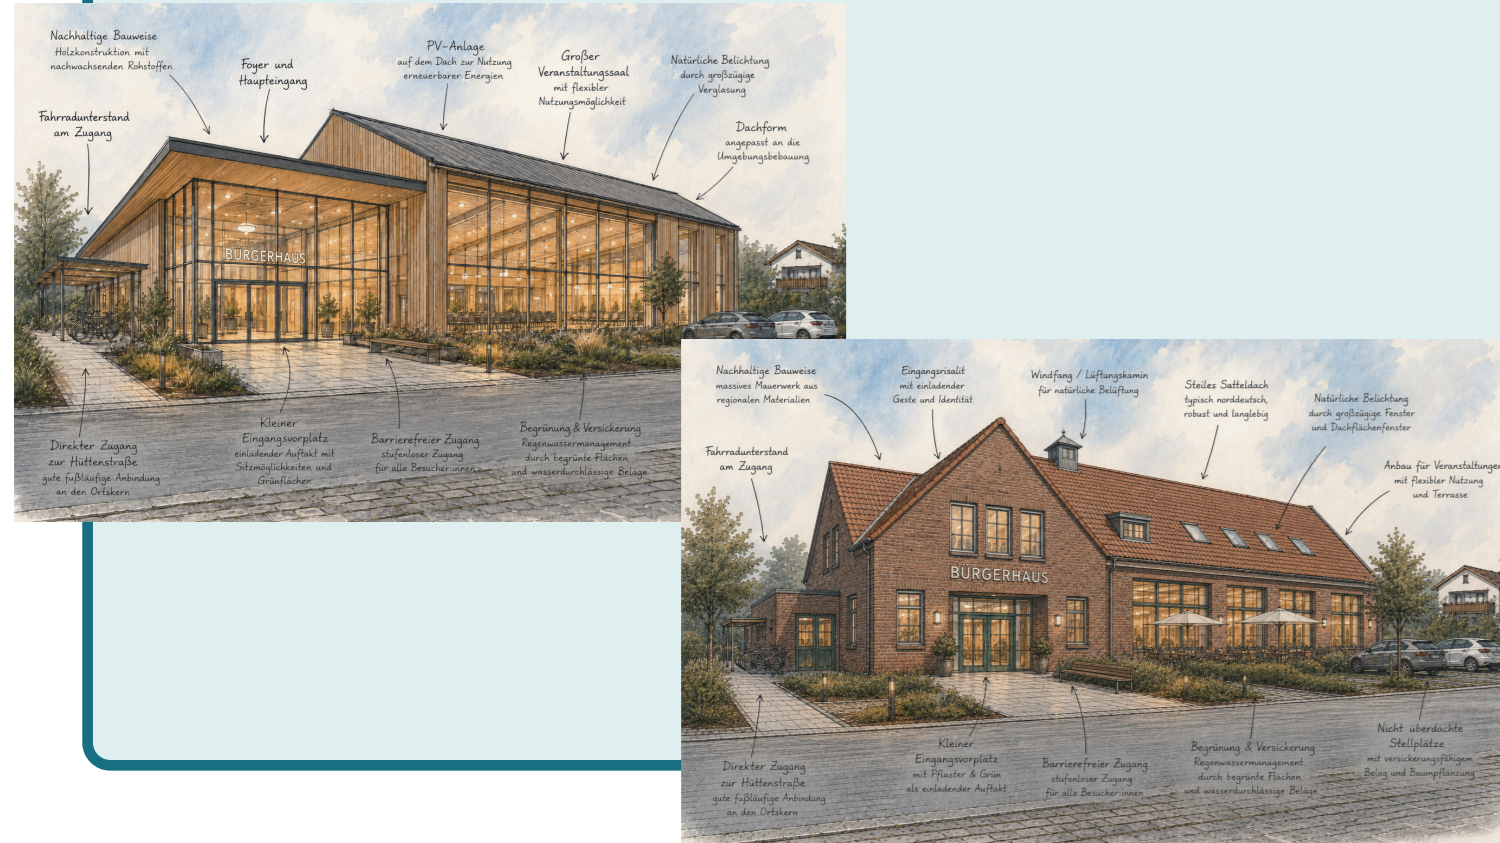 Nachhaltige Bauweise
Holzkonstruktion mit
nachwachsenden Rohstoffen
Foyer und
Haupteingang
PV-Anlage
auf dem Dach zur Nutzung
erneuerbarer Energien
Großer
Veranstaltungssaal
mit flexibler
Nutzungsmöglichkeit
Natürliche Belichtung
durch großzügige
Verglasung
Fahrradunterstand
am Zugang
Dachform
angepasst an die
Umgebungsbebauung
BÜRGERHAUS
Direkter Zugang
zur Hüttenstraße
gute fußläufige Anbindung
an den Ortskern
Kleiner
Eingangsvorplatz
einladender Auftakt mit
Sitzmöglichkeiten und
Grünflächen
Barrierefreier Zugang
stufenloser Zugang
für alle Besucher:innen
Begrünung & Versickerung
Regenwassermanagement
durch begrünte Flächen
und wasserdurchlässige Beläge
Nachhaltige Bauweise
massives Mauerwerk aus
regionalen Materialien
Eingangsrisalit
mit einladender
Geste und Identität
Windfang / Lüftungskamin
für natürliche Belüftung
Steiles Satteldach
typisch norddeutsch,
robust und langlebig
Natürliche Belichtung
durch großzügige Fenster
und Dachflächenfenster
Fahrradunterstand
am Zugang
Anbau für Veranstaltungen
mit flexibler Nutzung
und Terrasse
BÜRGERHAUS
Direkter Zugang
zur Hüttenstraße
gute fußläufige Anbindung
an den Ortskern
Kleiner
Eingangsvorplatz
mit Pflaster & Grün
als einladender Auftakt
Barrierefreier Zugang
stufenloser Zugang
für alle Besucher:innen
Begrünung & Versickerung
Regenwassermanagement
durch begrünte Flächen
und wasserdurchlässige Beläge
Nicht überdachte
Stellplätze
mit versickerungsfähigem
Belag und Baumpflanzung